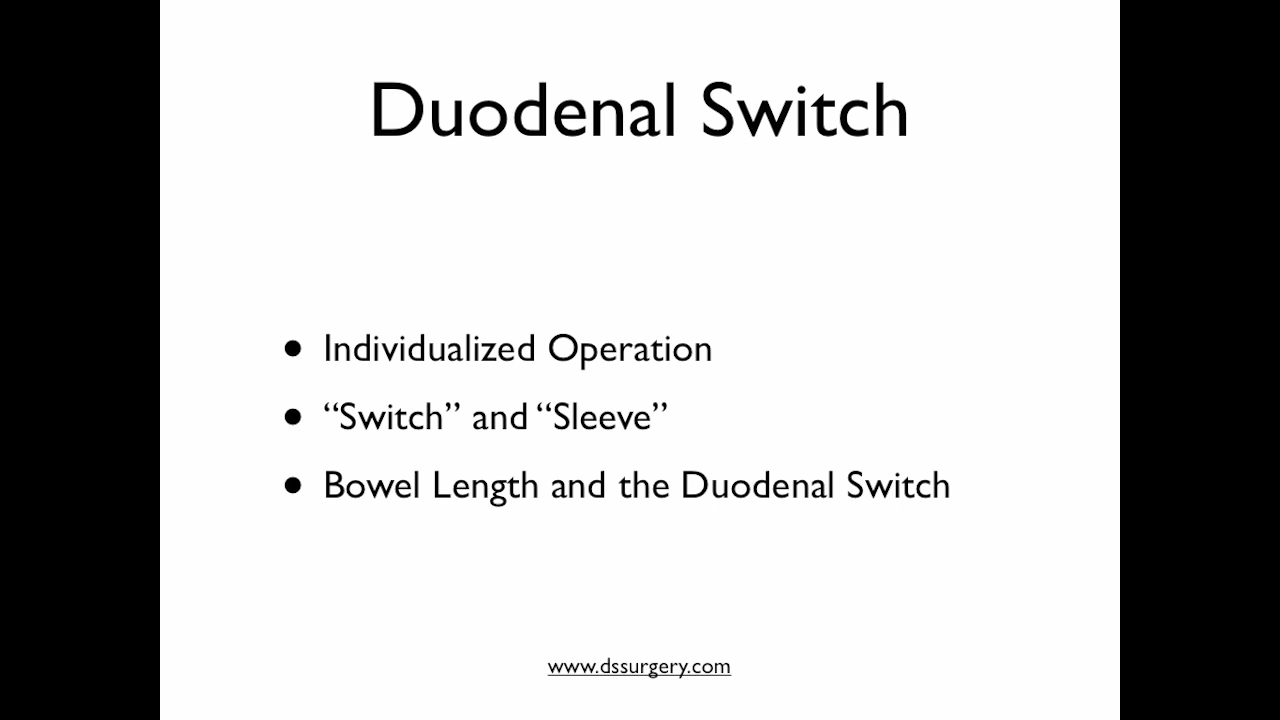 Duodenal Switch
• Individualized Operation
• “Switch” and “Sleeve”
• Bowel Length and the Duodenal Switch
www.dssurgery.com